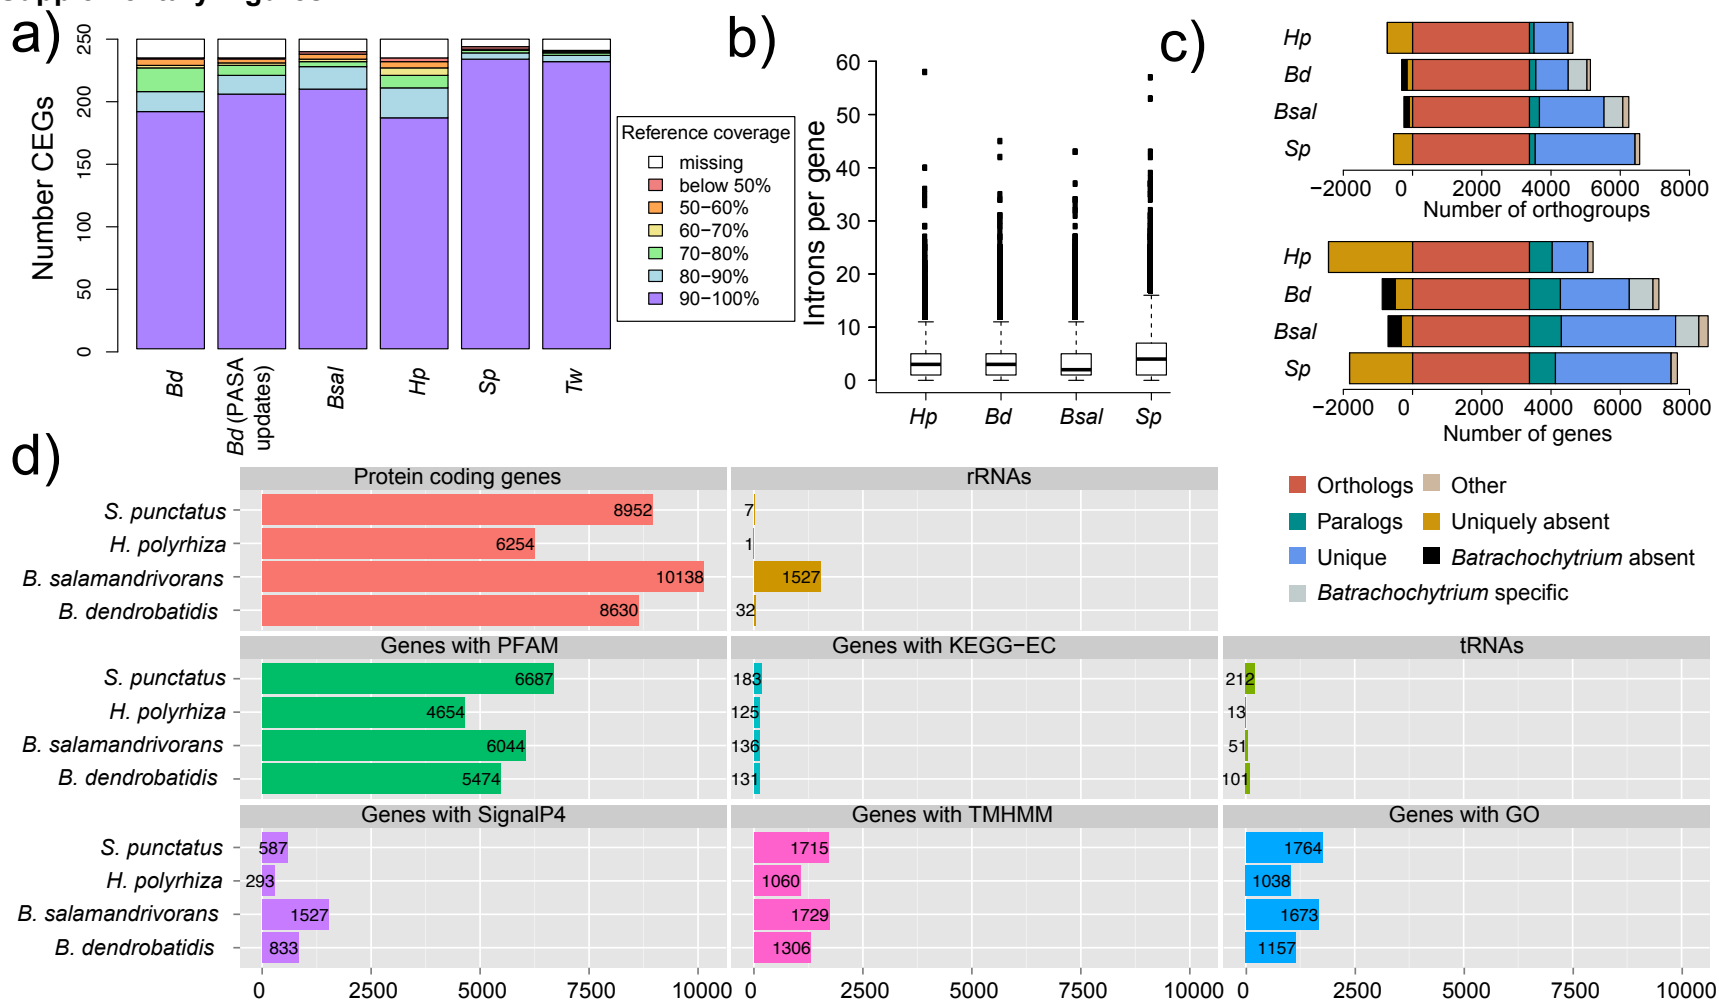 a)
250
200
150
100
50
0
Number CEGs
Bd
Bd (PASA
updates)
Bsal
Hp
Sp
Tw
Reference coverage
missing
below 50%
50−60%
60−70%
70−80%
80−90%
90−100%
b)
60
50
40
30
20
10
0
Introns per gene
Hp
Bd
Bsal
Sp
c)
Hp
Bd
Bsal
Sp
−2000 0 2000 4000 6000 8000
Number of orthogroups
Hp
Bd
Bsal
Sp
−2000 0 2000 4000 6000 8000
Number of genes
Orthologs
Other
Paralogs
Uniquely absent
Unique
Batrachochytrium absent
Batrachochytrium specific
d)
Protein coding genes
rRNAs
S. punctatus 8952 7
H. polyrhiza 6254 1
B. salamandrivorans 10138 1527
B. dendrobatidis 8630 32
Genes with PFAM
Genes with KEGG−EC
tRNAs
S. punctatus 6687 183 212
H. polyrhiza 4654 125 13
B. salamandrivorans 6044 136 51
B. dendrobatidis 5474 131 101
Genes with SignalP4
Genes with TMHMM
Genes with GO
S. punctatus 587 1715 1764
H. polyrhiza 293 1060 1038
B. salamandrivorans 1527 1729 1673
B. dendrobatidis 833 1306 1157
0 2500 5000 7500 10000 0 2500 5000 7500 10000 0 2500 5000 7500 10000